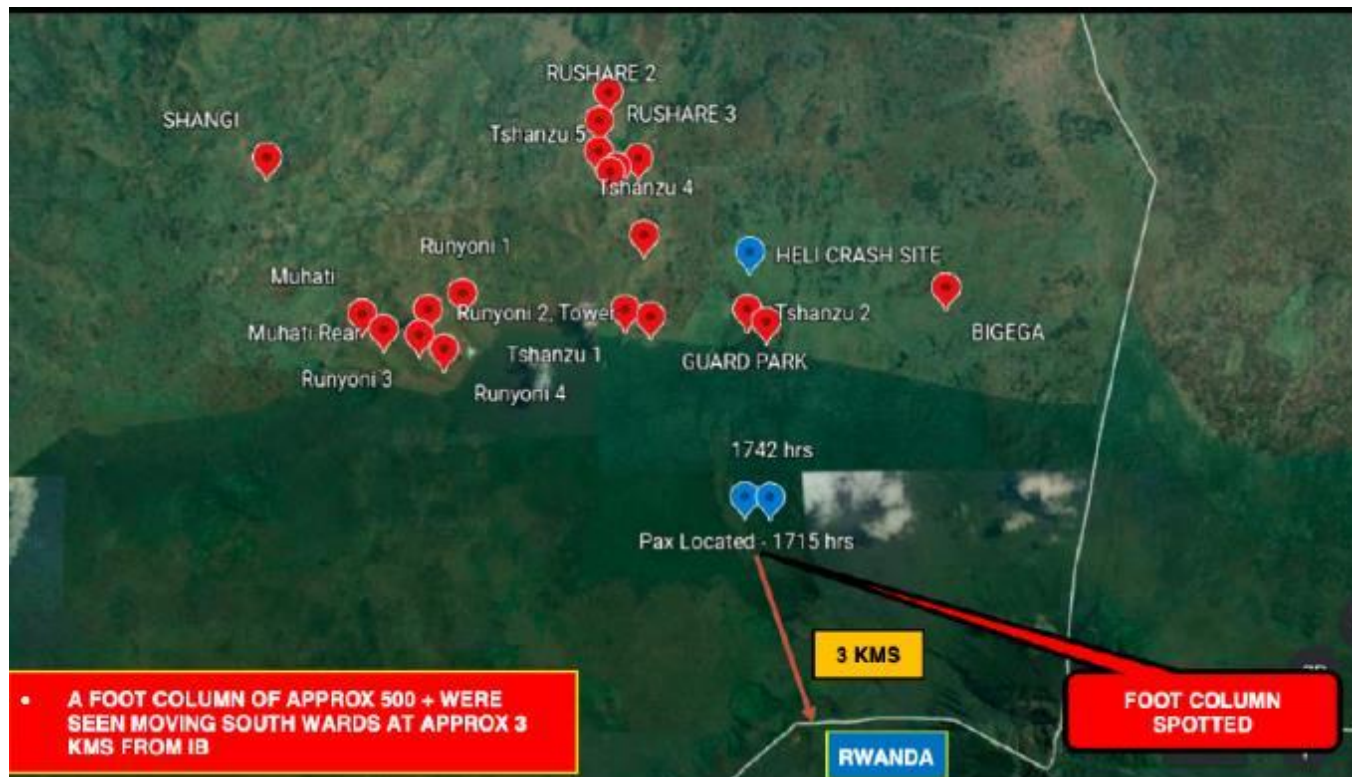 RUSHARE 2
SHANGI
RUSHARE 3
Tshanzu 5
Tshanzu 4
Runyoni 1
HELI CRASH SITE
Muhati
Runyoni 2, Tower
Tshanzu 2
Muhati Rear
BIGEGA
Tshanzu 1
GUARD PARK
Runyoni 3
Runyoni 4
1742 hrs
Pax Located - 1715 hrs
3 KMS
• A FOOT COLUMN OF APPROX 500 + WERE
SEEN MOVING SOUTH WARDS AT APPROX 3
KMS FROM IB
FOOT COLUMN
SPOTTED
RWANDA